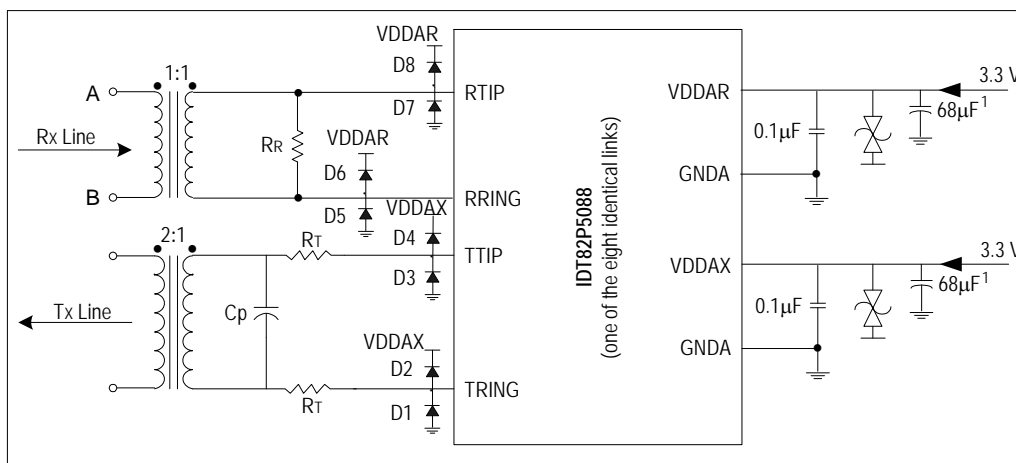 VDDAR
D8
D7
1:1
A
B
Rx Line
RR
VDDAR
D6
D5
RTIP
RRING
2:1
Tx Line
Cp
RT
RT
VDDAX
D4
D3
VDDAX
D2
D1
TTIP
TRING
IDT82P5088
(one of the eight identical links)
VDDAR
GNDA
VDDAX
GNDA
3.3 V
0.1µF
68µF1
3.3 V
0.1µF
68µF1